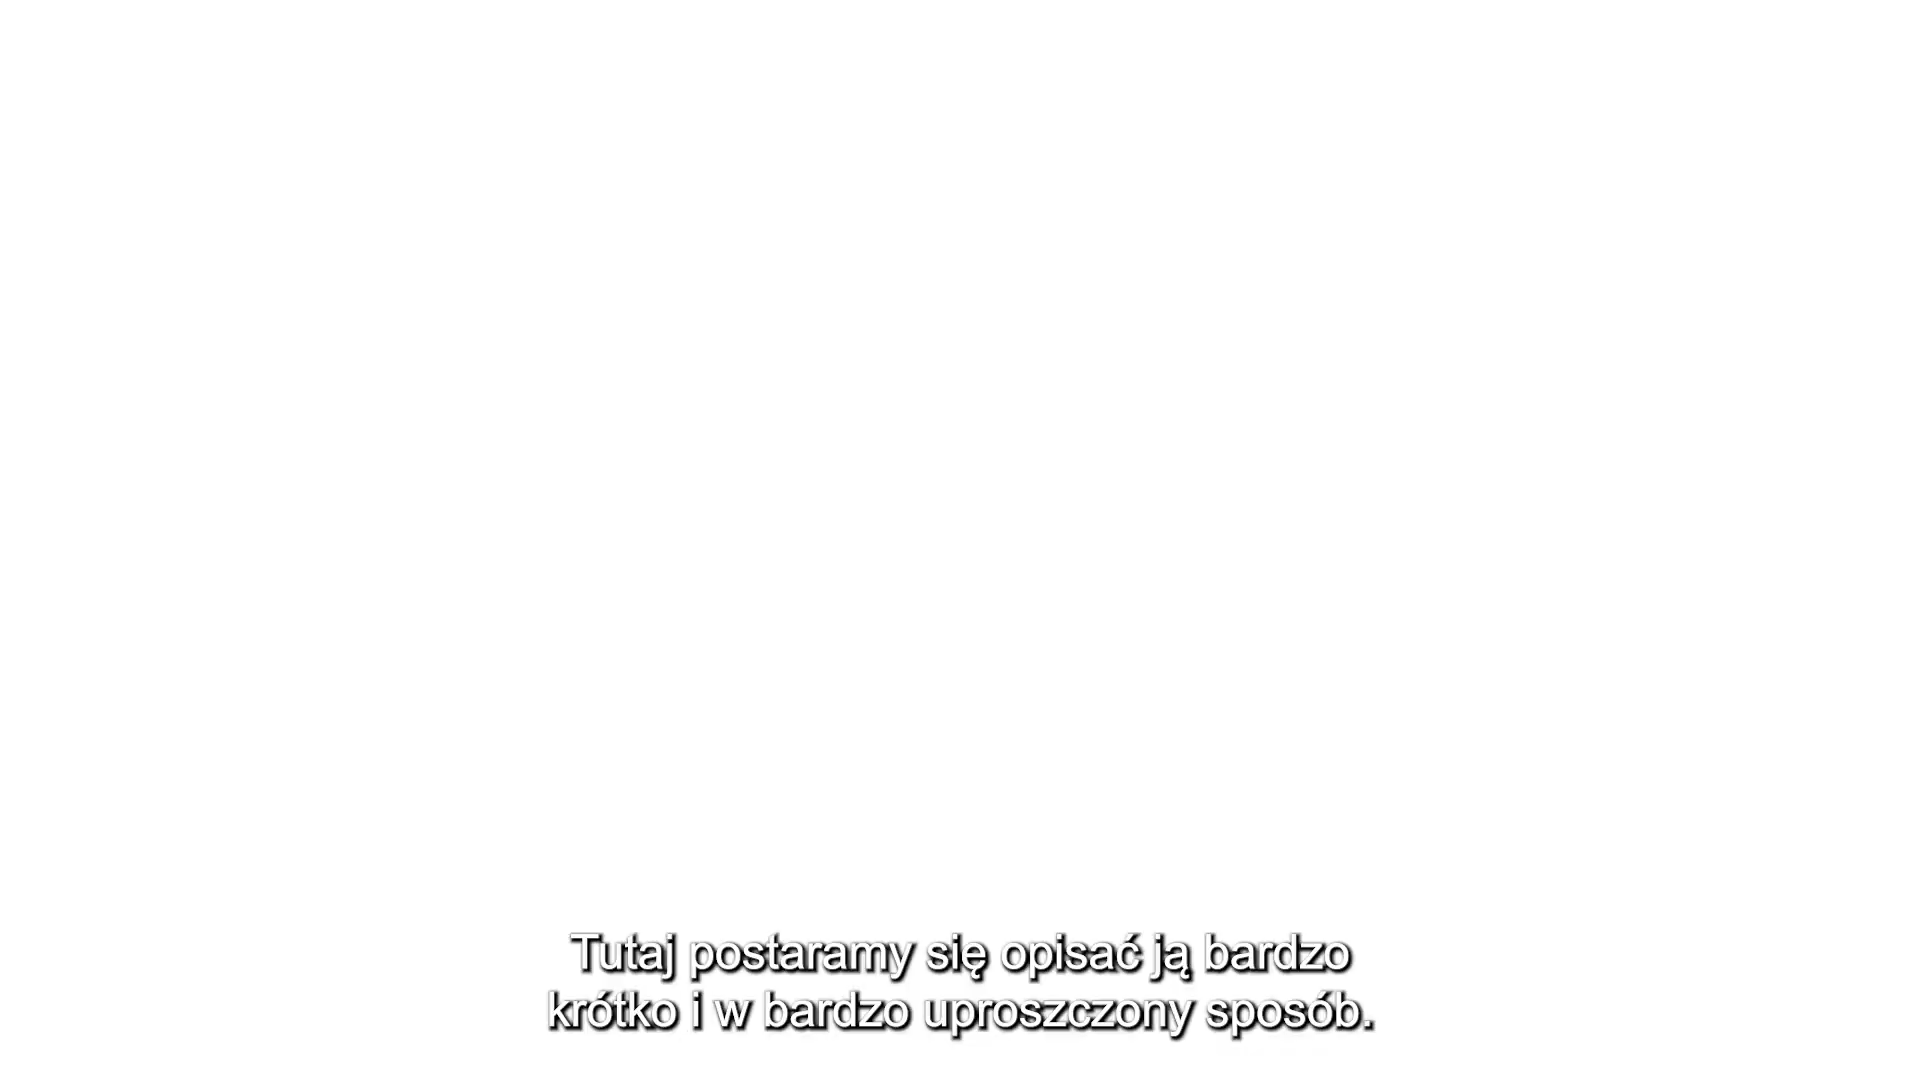 Tutaj postaramy się opisać ją bardzo
krótko i w bardzo uproszczony sposób.